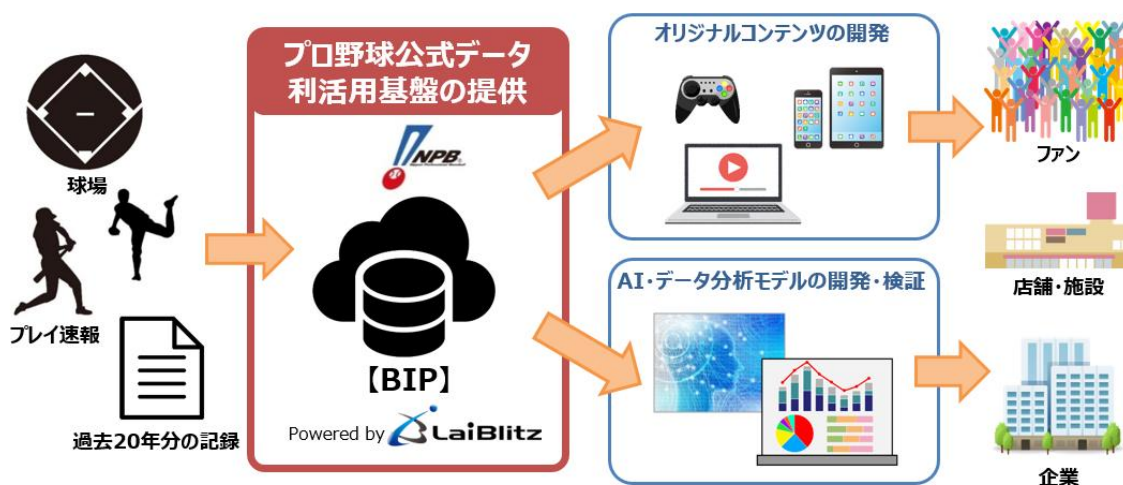 球場
プレイ速報
過去20年分の記録
プロ野球公式データ
利活用基盤の提供
NPB
【BIP】
Powered by LaiBlitz
オリジナルコンテンツの開発
AI・データ分析モデルの開発・検証
ファン
店舗・施設
企業